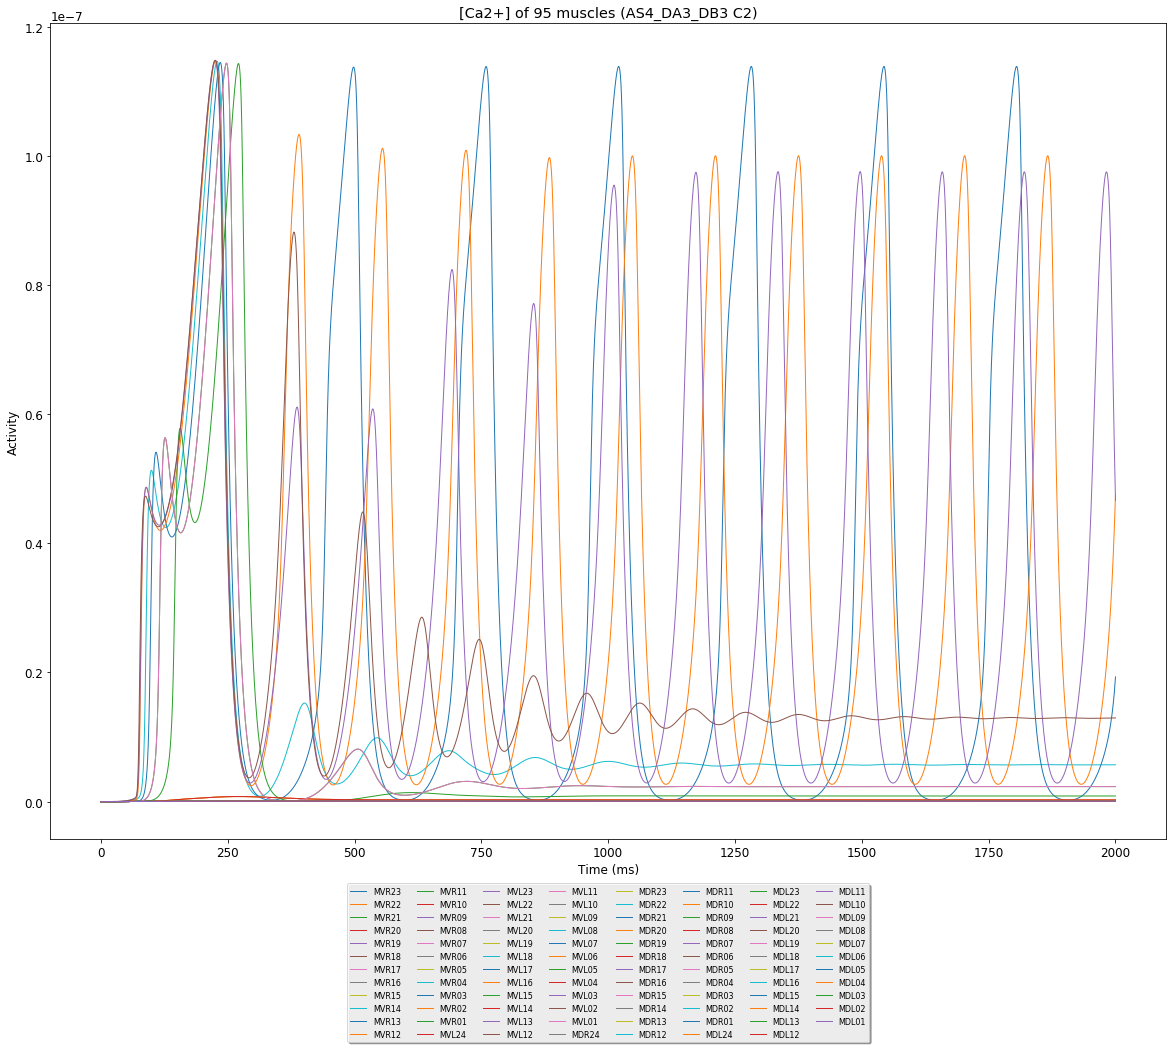 [Ca2+] of 95 muscles (AS4_DA3_DB3 C2)
1e−7
1.2
1.0
0.8
0.6
0.4
0.2
0.0
Activity
0 250 500 750 1000 1250 1500 1750 2000
Time (ms)
MVR23 MVR11 MVL23 MVL11 MDR23 MDR11 MDL23 MDL11
MVR22 MVR10 MVL22 MVL10 MDR22 MDR10 MDL22 MDL10
MVR21 MVR09 MVL21 MVL09 MDR21 MDR09 MDL21 MDL09
MVR20 MVR08 MVL20 MVL08 MDR20 MDR08 MDL20 MDL08
MVR19 MVR07 MVL19 MVL07 MDR19 MDR07 MDL19 MDL07
MVR18 MVR06 MVL18 MVL06 MDR18 MDR06 MDL18 MDL06
MVR17 MVR05 MVL17 MVL05 MDR17 MDR05 MDL17 MDL05
MVR16 MVR04 MVL16 MVL04 MDR16 MDR04 MDL16 MDL04
MVR15 MVR03 MVL15 MVL03 MDR15 MDR03 MDL15 MDL03
MVR14 MVR02 MVL14 MVL02 MDR14 MDR02 MDL14 MDL02
MVR13 MVR01 MVL13 MVL01 MDR13 MDR01 MDL13 MDL01
MVR12 MVL24 MVL12 MDR24 MDR12 MDL24 MDL12